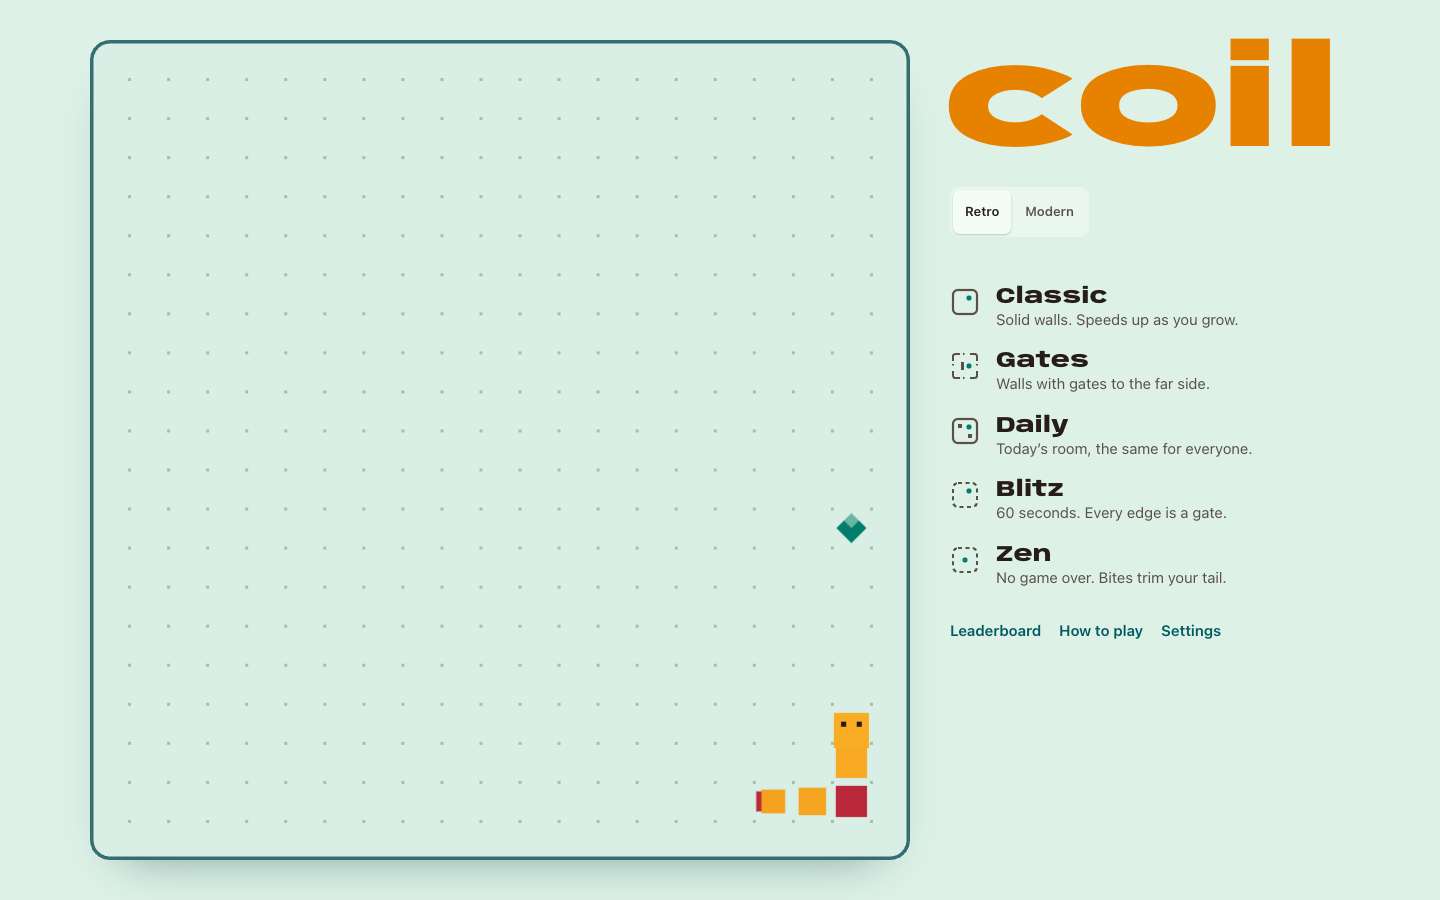 coil
Retro
Modern
Classic
Solid walls. Speeds up as you grow.
Gates
Walls with gates to the far side.
Daily
Today’s room, the same for everyone.
Blitz
60 seconds. Every edge is a gate.
Zen
No game over. Bites trim your tail.
Leaderboard How to play Settings